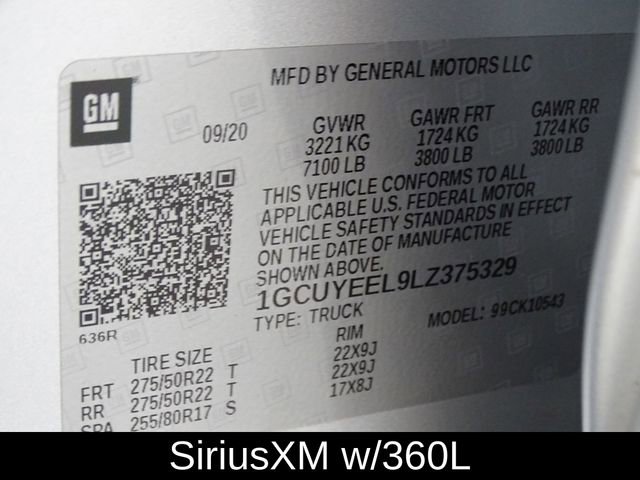 MFD BY GENERAL MOTORS LLC
GM
09/20 GVWR GAWR FRT GAWR RR
3221 KG 1724 KG 1724 KG
7100 LB 3800 LB 3800 LB
THIS VEHICLE CONFORMS TO ALL
APPLICABLE U.S. FEDERAL MOTOR
VEHICLE SAFETY STANDARDS IN EFFECT
ON THE DATE OF MANUFACTURE
SHOWN ABOVE.
1GCUYEEL9LZ375329
636R
TYPE: TRUCK MODEL: 99CK10543
TIRE SIZE RIM
FRT 275/50R22 T 22X9J
RR 275/50R22 T 22X9J
SPA 255/80R17 S 17X8J
SiriusXM w/360L